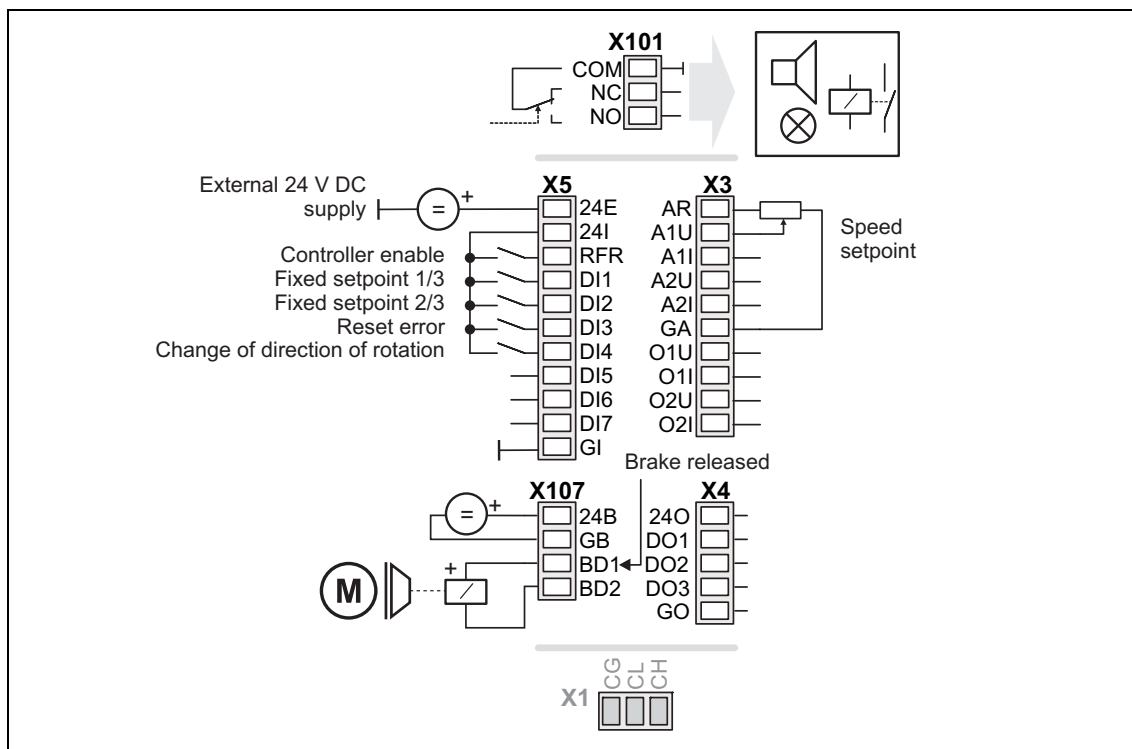 X101
COM
NC
NO
External 24 V DC
supply
=
+
X5
24E
24I
RFR
DI1
DI2
DI3
DI4
DI5
DI6
DI7
GI
Controller enable
Fixed setpoint 1/3
Fixed setpoint 2/3
Reset error
Change of direction of rotation
X3
AR
A1U
A1I
A2U
A2I
GA
O1U
O1I
O2U
O2I
Speed
setpoint
Brake released
X107
=
+
24B
GB
BD1
BD2
M
+
X4
24O
DO1
DO2
DO3
GO
X1
CG
CL
CH